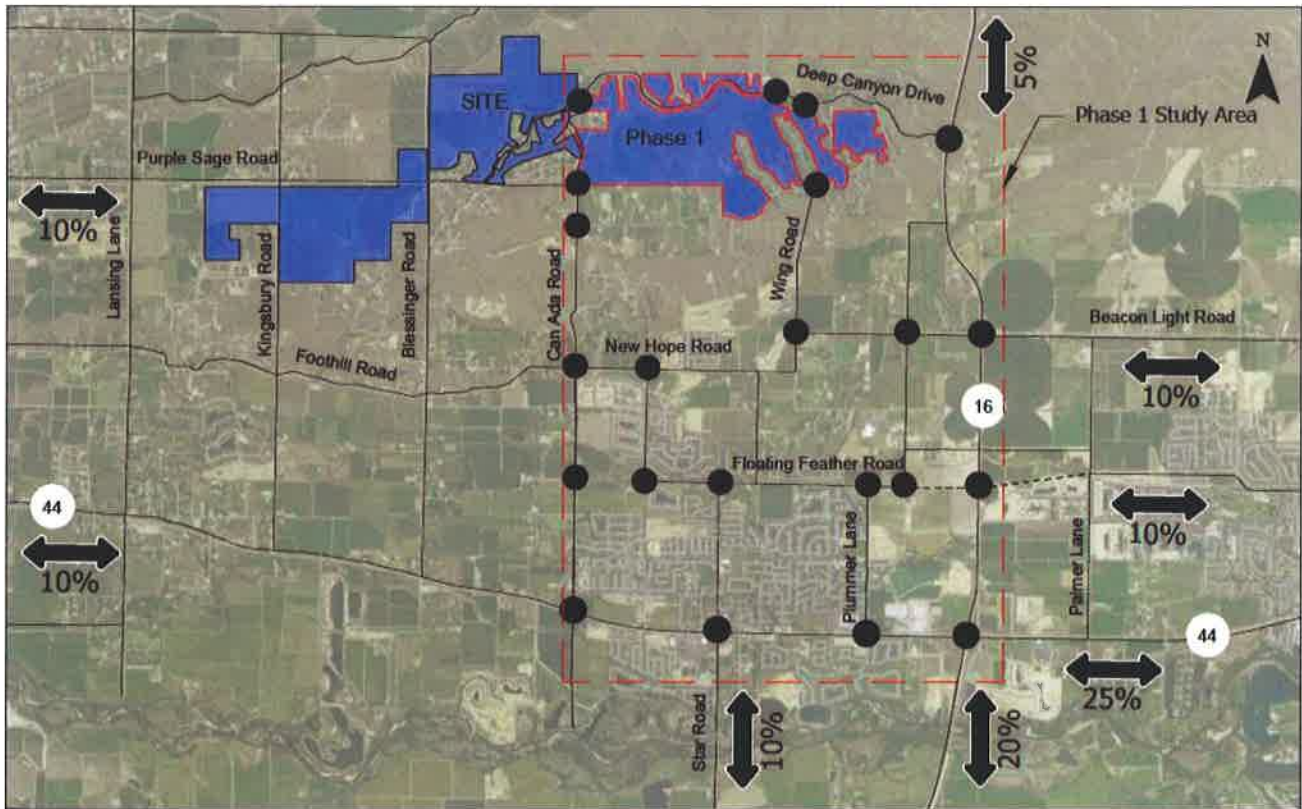 N
5%
Deep Canyon Drive
SITE
Phase 1
Phase 1 Study Area
Purple Sage Road
10%
Lansing Lane
Kingsbury Road
Blessinger Road
Can Ada Road
Wing Road
Beacon Light Road
New Hope Road
Foothill Road
10%
16
Floating Feather Road
44
10%
10%
Plummer Lane
Palmer Lane
44
25%
Star Road
10%
20%